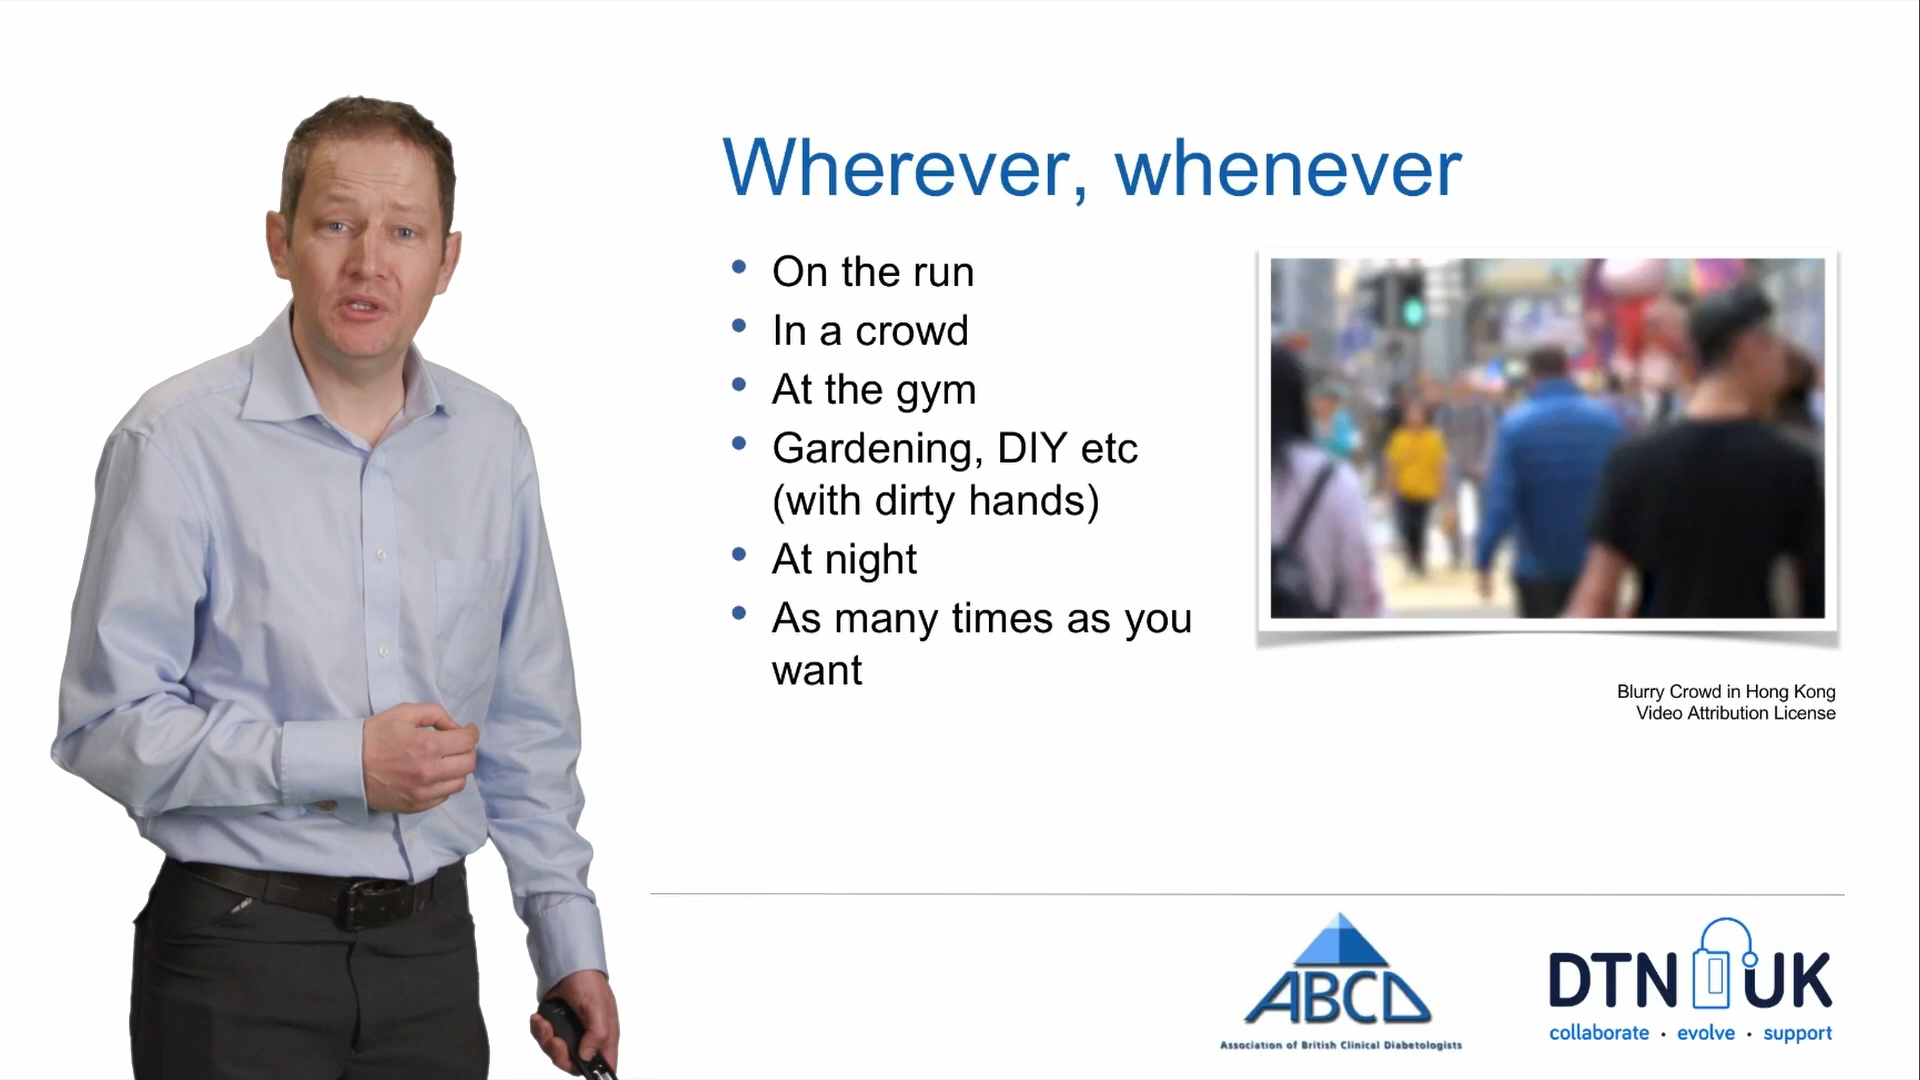 Wherever, whenever
• On the run
• In a crowd
• At the gym
• Gardening, DIY etc
(with dirty hands)
• At night
• As many times as you
want
Blurry Crowd in Hong Kong
Video Attribution License
ABCD
Association of British Clinical Diabetologists
DTN UK
collaborate · evolve · support